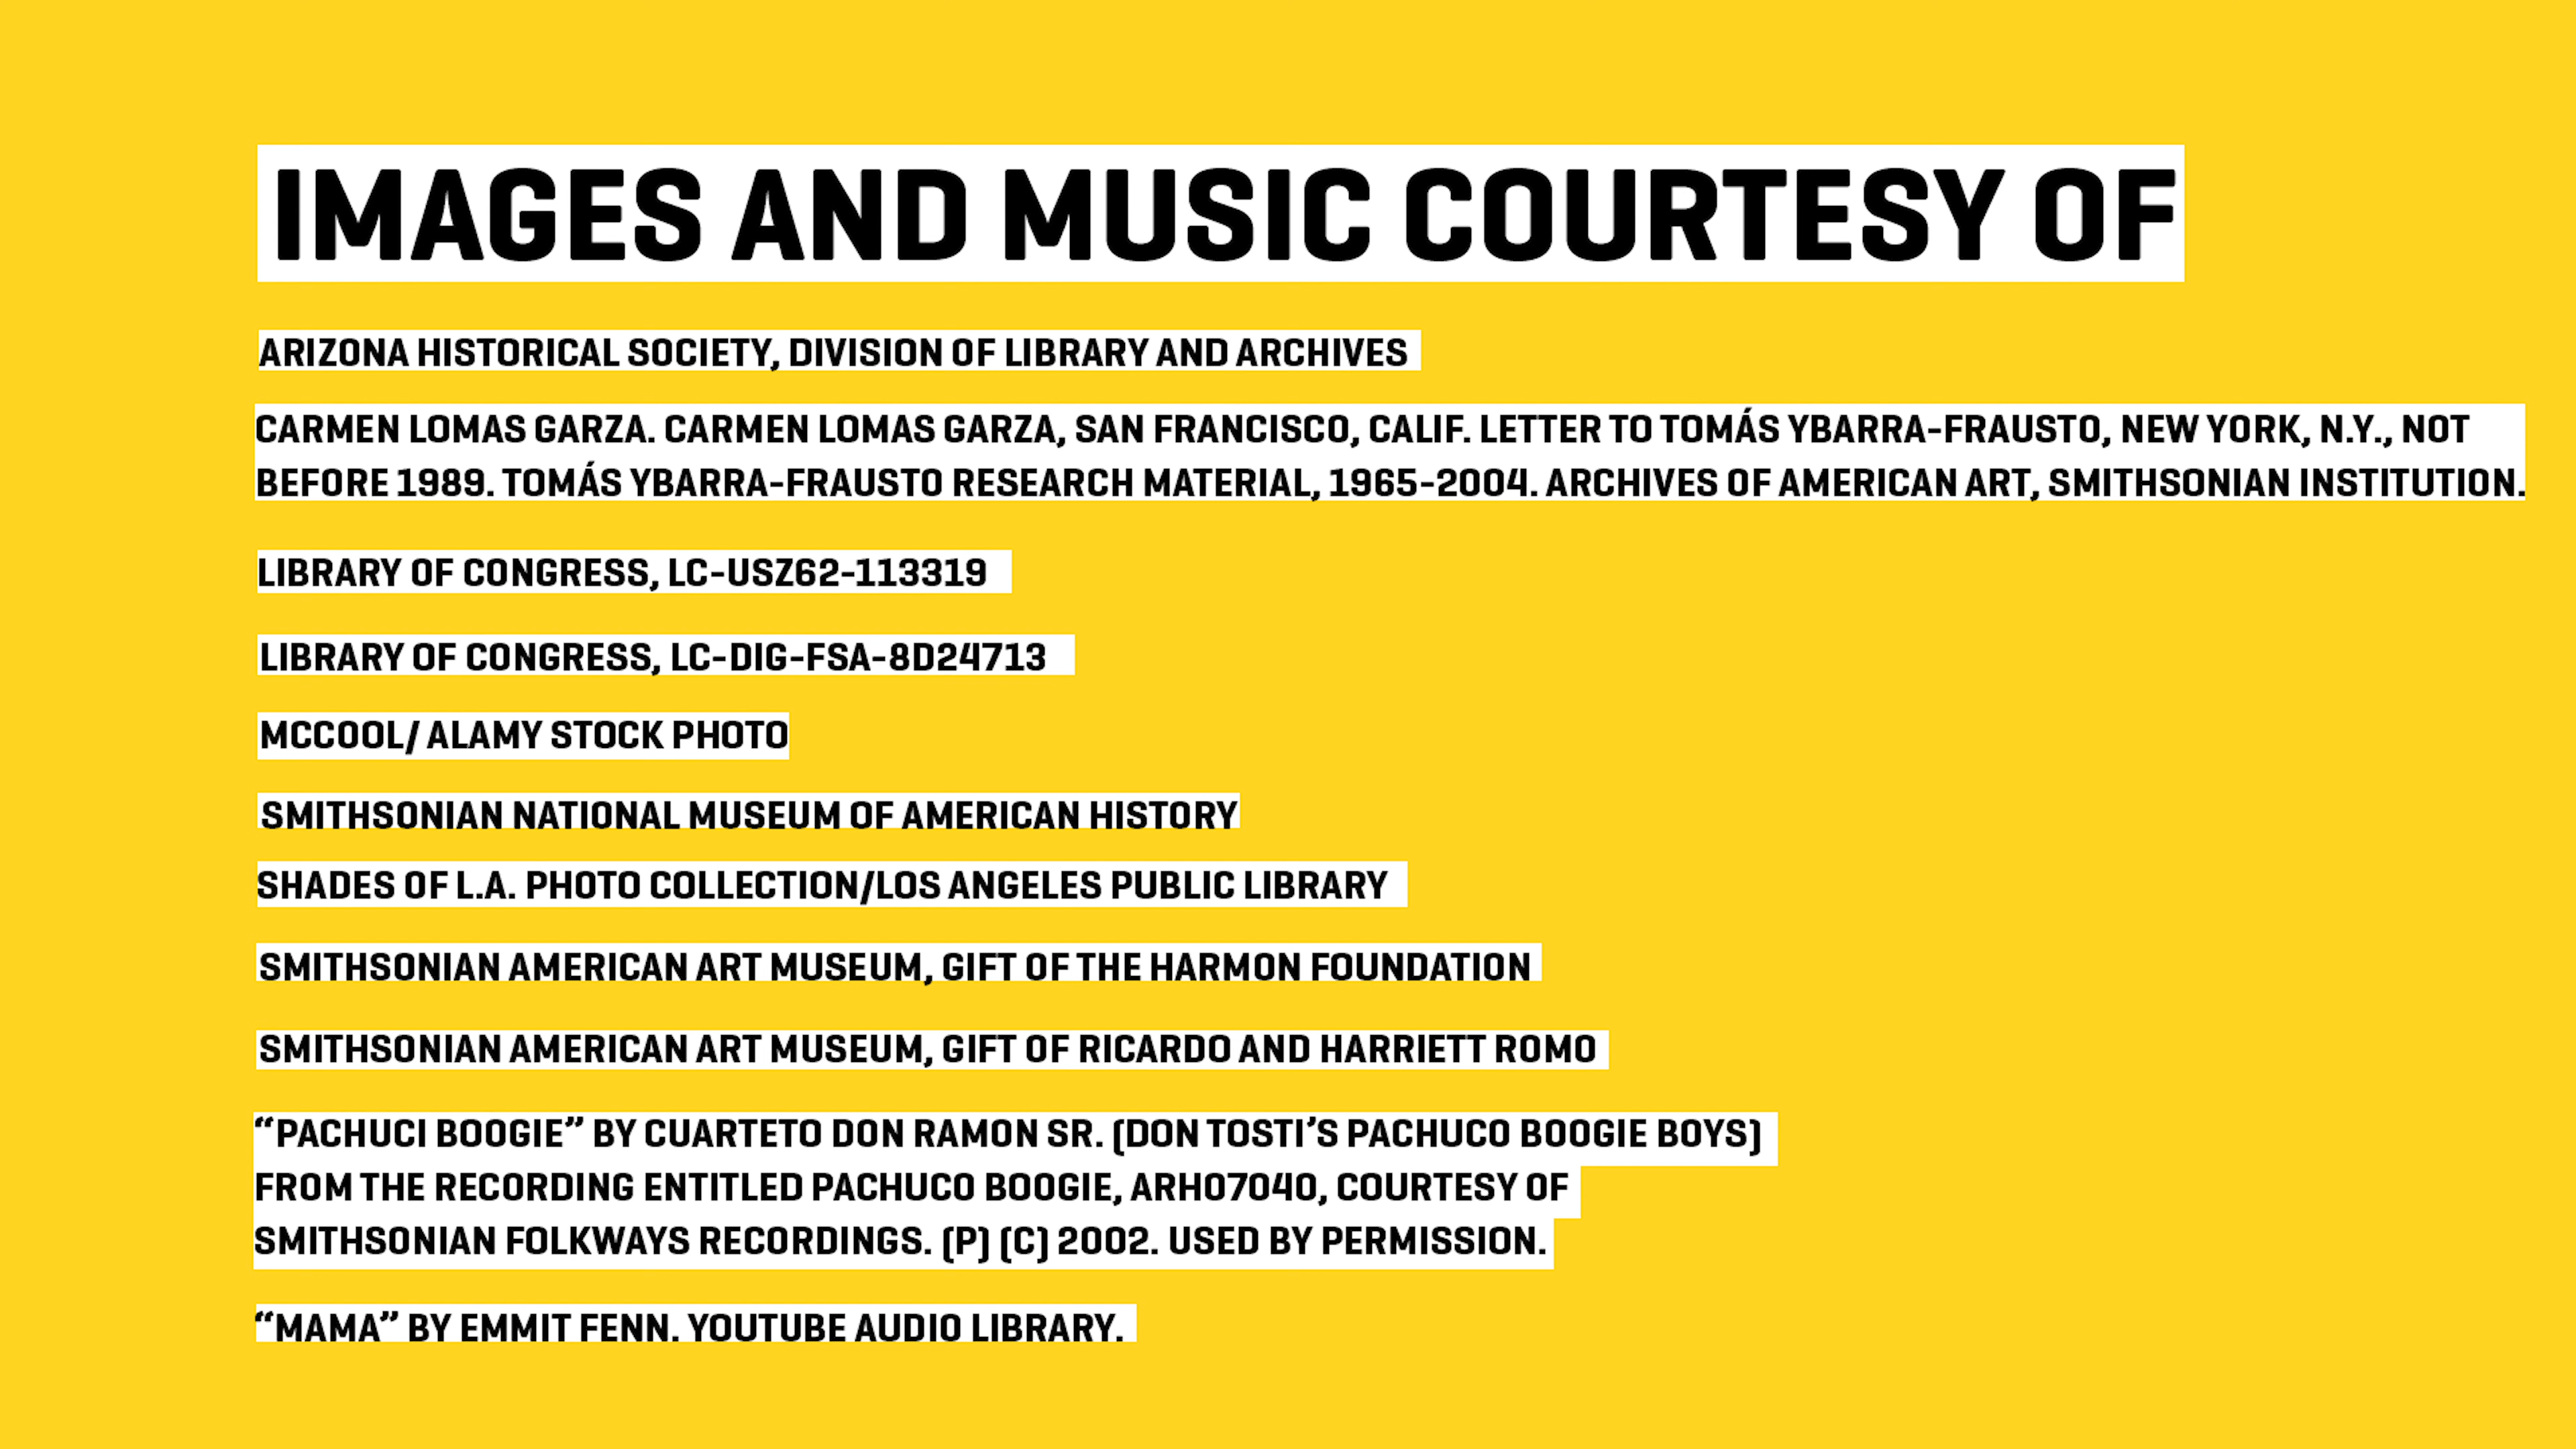 IMAGES AND MUSIC COURTESY OF
ARIZONA HISTORICAL SOCIETY, DIVISION OF LIBRARY AND ARCHIVES
CARMEN LOMAS GARZA. CARMEN LOMAS GARZA, SAN FRANCISCO, CALIF. LETTER TO TOMÁS YBARRA-FRAUSTO, NEW YORK, N.Y., NOT
BEFORE 1989. TOMÁS YBARRA-FRAUSTO RESEARCH MATERIAL, 1965-2004. ARCHIVES OF AMERICAN ART, SMITHSONIAN INSTITUTION.
LIBRARY OF CONGRESS, LC-USZ62-113319
LIBRARY OF CONGRESS, LC-DIG-FSA-8D24713
MCCOOL/ ALAMY STOCK PHOTO
SMITHSONIAN NATIONAL MUSEUM OF AMERICAN HISTORY
SHADES OF L.A. PHOTO COLLECTION/LOS ANGELES PUBLIC LIBRARY
SMITHSONIAN AMERICAN ART MUSEUM, GIFT OF THE HARMON FOUNDATION
SMITHSONIAN AMERICAN ART MUSEUM, GIFT OF RICARDO AND HARRIETT ROMO
“PACHUCI BOOGIE” BY CUARTETO DON RAMON SR. (DON TOSTI’S PACHUCO BOOGIE BOYS)
FROM THE RECORDING ENTITLED PACHUCO BOOGIE, ARHO7040, COURTESY OF
SMITHSONIAN FOLKWAYS RECORDINGS. (P) (C) 2002. USED BY PERMISSION.
“MAMA” BY EMMIT FENN. YOUTUBE AUDIO LIBRARY.